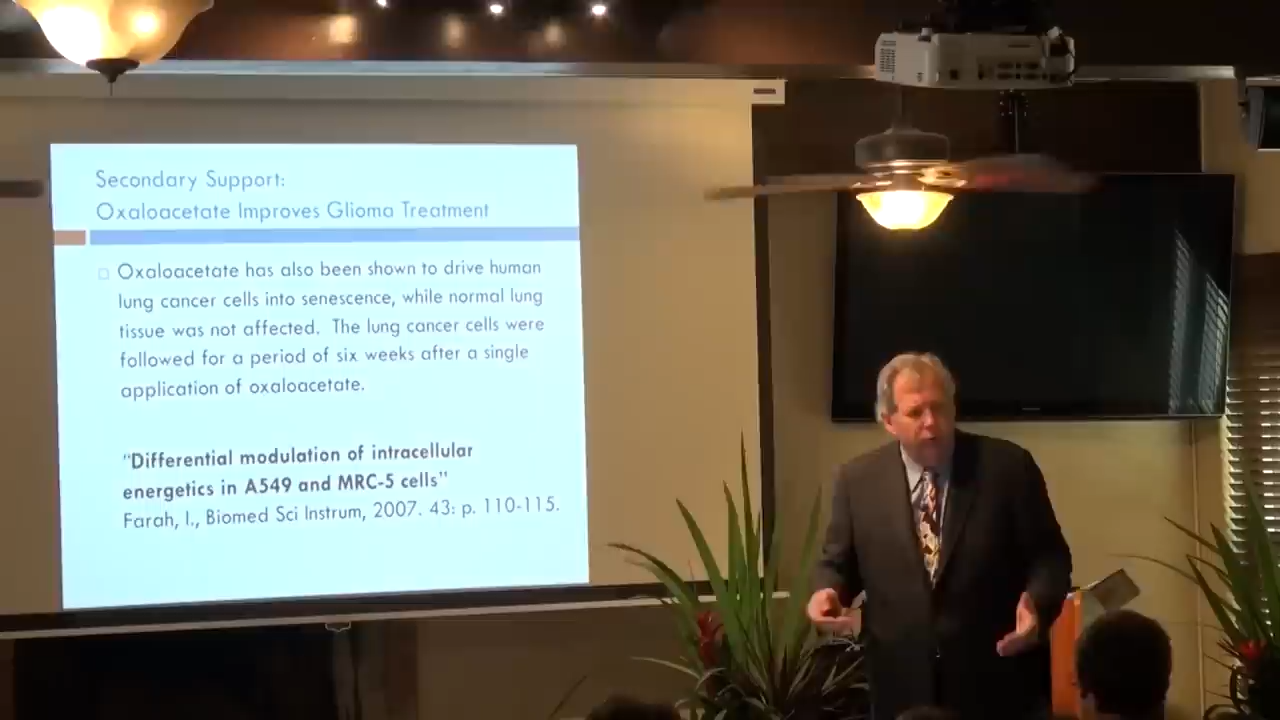 Secondary Support:
Oxaloacetate Improves Glioma Treatment
Oxaloacetate has also been shown to drive human
lung cancer cells into senescence, while normal lung
tissue was not affected. The lung cancer cells were
followed for a period of six weeks after a single
application of oxaloacetate.
"Differential modulation of intracellular
energetics in A549 and MRC-5 cells"
Farah, I., Biomed Sci Instrum, 2007. 43: p. 110-115.